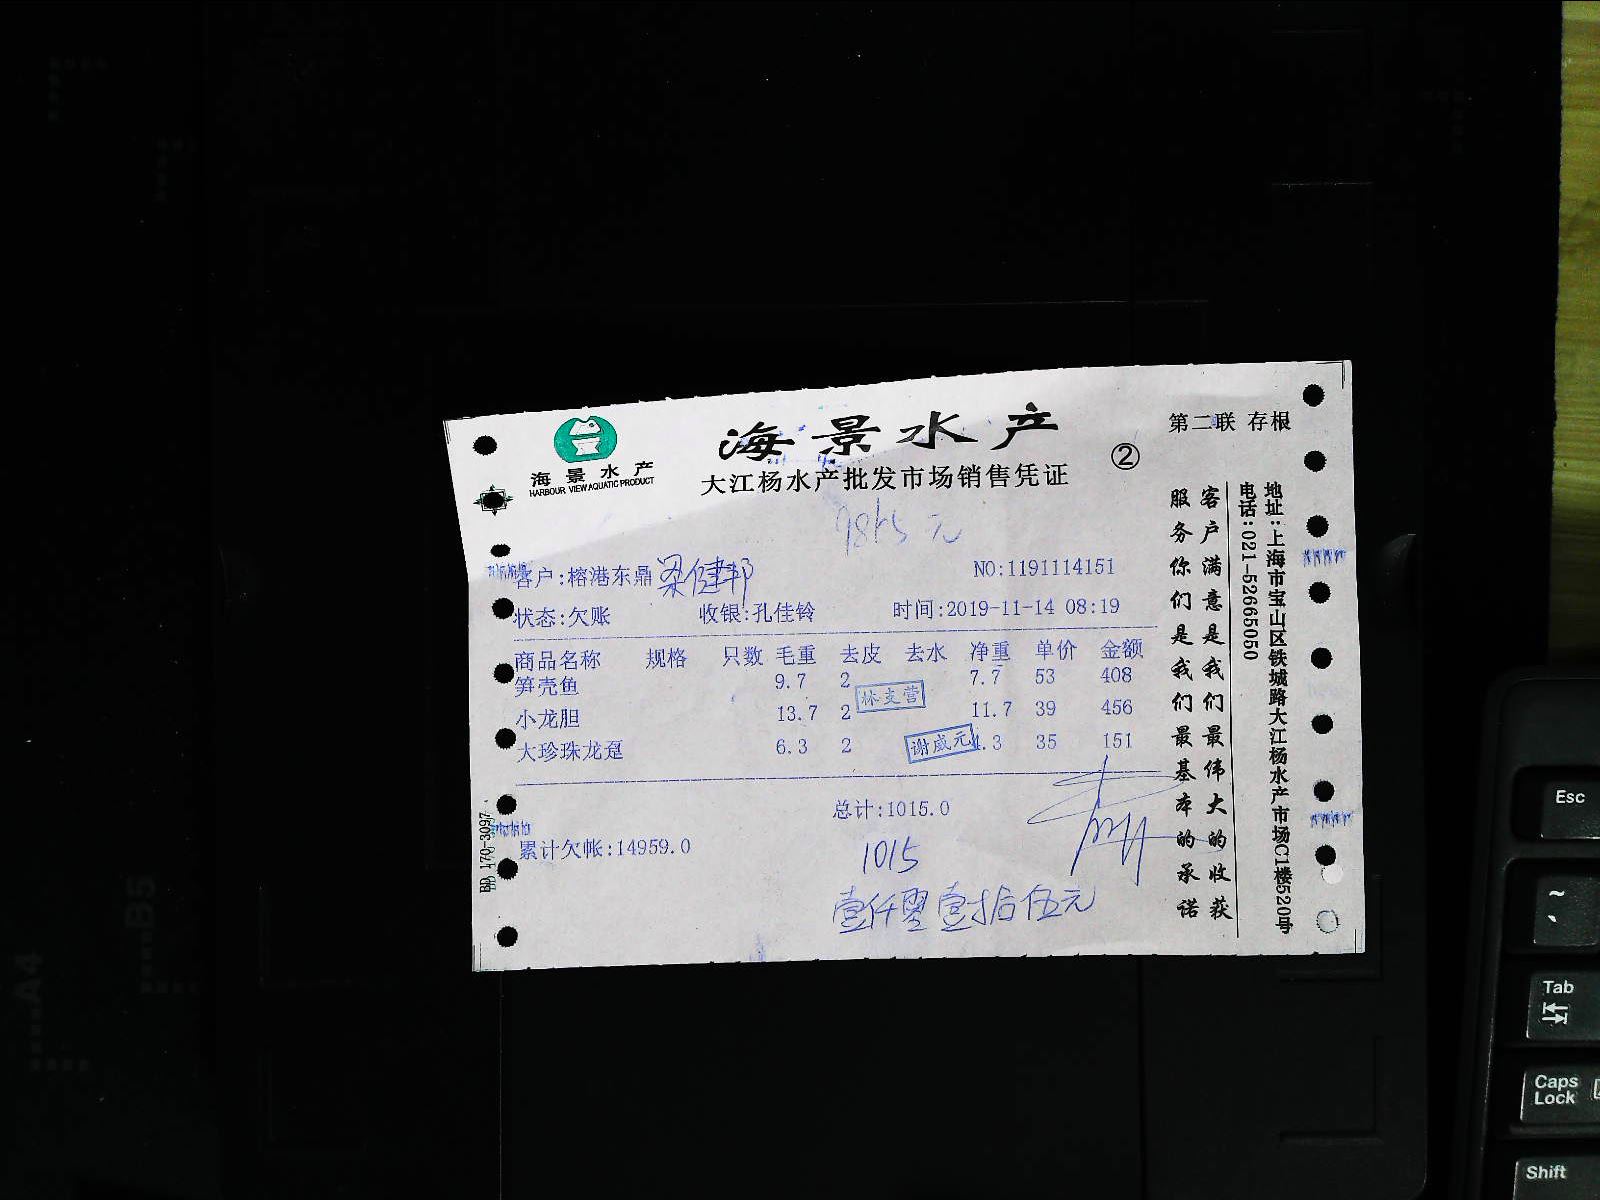 海景水产
HARBOUR VIEW AQUATIC PRODUCT
海景水产
大江杨水产批发市场销售凭证
②
第二联 存根
元
客户:榕港东鼎 梁健邦
NO:1191114151
状态:欠账 收银:孔佳铃 时间:2019-11-14 08:19
商品名称 规格 只数 毛重 去皮 去水 净重 单价 金额
笋壳鱼 9.7 2 7.7 53 408
林支营
小龙胆 13.7 2 11.7 39 456
大珍珠龙趸 6.3 2 4.3 35 151
谢威元
总计:1015.0
累计欠帐:14959.0
1015
壹仟零壹拾伍元
客户满意是我们最伟大的收获
服务你们是我们最基本的承诺
地址:上海市宝山区铁城路大江杨水产市场C1楼520号
电话:021-52665050
BB 170-3097
A4
B5
Esc
~
Tab
Caps Lock
Shift